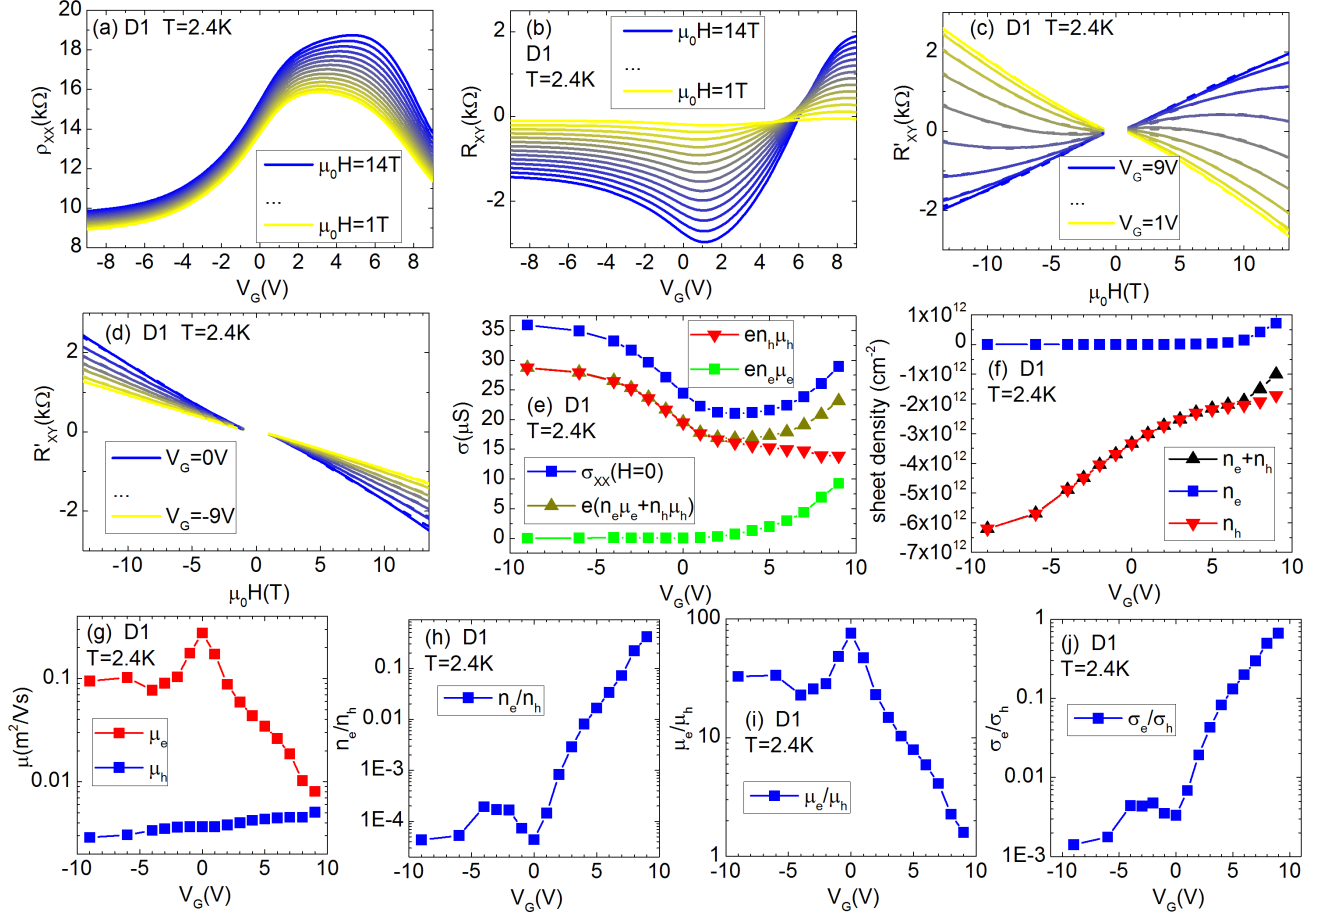 (a) D1 T=2.4K
20
18
16
14
12
10
8
ρXX(kΩ)
μ0H=14T
...
μ0H=1T
-8 -6 -4 -2 0 2 4 6 8
VG(V)
(b)
D1
T=2.4K
2
0
-2
RXY(kΩ)
μ0H=14T
...
μ0H=1T
-8 -4 0 4 8
VG(V)
(c) D1 T=2.4K
2
0
-2
R'XY(kΩ)
VG=9V
...
VG=1V
-10 -5 0 5 10
μ0H(T)
(d) D1 T=2.4K
2
0
-2
R'XY(kΩ)
VG=0V
...
VG=-9V
-10 -5 0 5 10
μ0H(T)
35
30
25
20
15
10
5
0
σ(μS)
enhμh
eneμe
(e) D1
T=2.4K
σXX(H=0)
e(neμe+nhμh)
-10 -5 0 5 10
VG(V)
1x10^12
0
-1x10^12
-2x10^12
-3x10^12
-4x10^12
-5x10^12
-6x10^12
-7x10^12
sheet density (cm^-2)
(f) D1
T=2.4K
ne+nh
ne
nh
-10 -5 0 5 10
VG(V)
(g) D1
T=2.4K
0.1
0.01
μ(m^2/Vs)
μe
μh
-10 -5 0 5 10
VG(V)
(h) D1
T=2.4K
0.1
0.01
1E-3
1E-4
ne/nh
ne/nh
-10 -5 0 5 10
VG(V)
100
10
1
μe/μh
(i) D1
T=2.4K
μe/μh
-10 -5 0 5 10
VG(V)
1
0.1
0.01
1E-3
σe/σh
(j) D1
T=2.4K
σe/σh
-10 -5 0 5 10
VG(V)